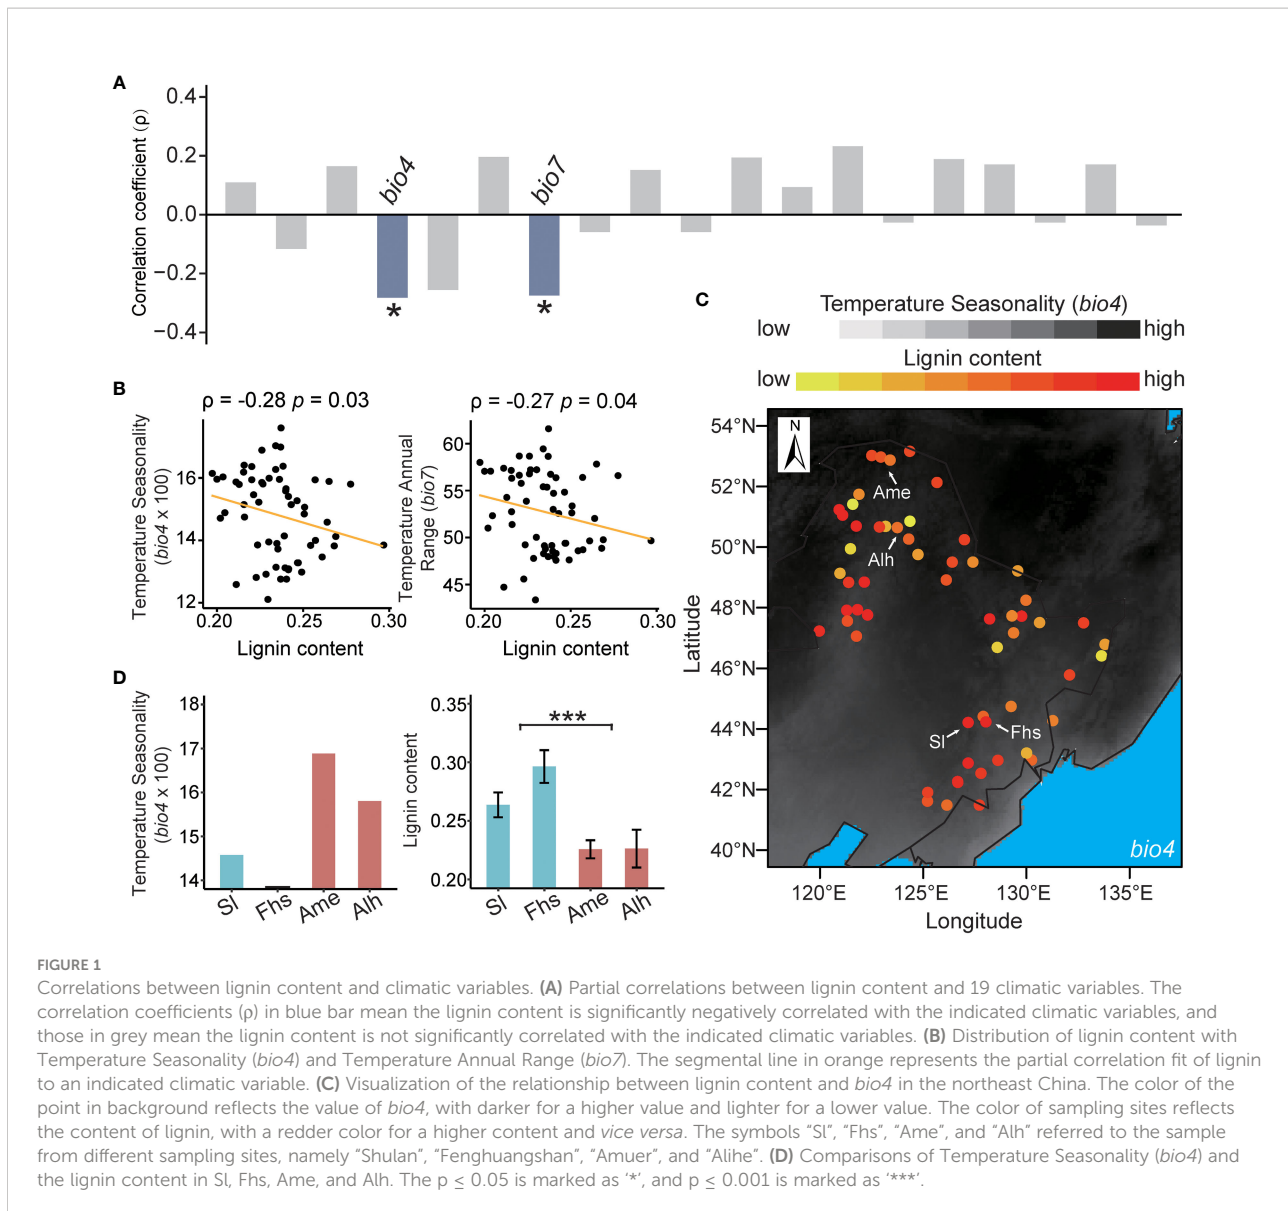 A
0.4
0.2
0.0
−0.2
−0.4
Correlation coefficient (ρ)
bio4
bio7
*
*
B
ρ = -0.28 p = 0.03
Temperature Seasonality
(bio4 x 100)
16
14
12
0.20
0.25
0.30
Lignin content
ρ = -0.27 p = 0.04
Temperature Annual
Range (bio7)
60
55
50
45
0.20
0.25
0.30
Lignin content
C
Temperature Seasonality (bio4)
low
high
Lignin content
low
high
54°N
52°N
50°N
48°N
46°N
44°N
42°N
40°N
Latitude
N
Ame
Alh
Sl
Fhs
bio4
120°E
125°E
130°E
135°E
Longitude
D
Temperature Seasonality
(bio4 x 100)
18
17
16
15
14
Sl
Fhs
Ame
Alh
Lignin content
0.35
0.30
0.25
0.20
***
Sl
Fhs
Ame
Alh
FIGURE 1
Correlations between lignin content and climatic variables. (A) Partial correlations between lignin content and 19 climatic variables. The
correlation coefficients (ρ) in blue bar mean the lignin content is significantly negatively correlated with the indicated climatic variables, and
those in grey mean the lignin content is not significantly correlated with the indicated climatic variables. (B) Distribution of lignin content with
Temperature Seasonality (bio4) and Temperature Annual Range (bio7). The segmental line in orange represents the partial correlation fit of lignin
to an indicated climatic variable. (C) Visualization of the relationship between lignin content and bio4 in the northeast China. The color of the
point in background reflects the value of bio4, with darker for a higher value and lighter for a lower value. The color of sampling sites reflects
the content of lignin, with a redder color for a higher content and vice versa. The symbols “Sl”, “Fhs”, “Ame”, and “Alh” referred to the sample
from different sampling sites, namely “Shulan”, “Fenghuangshan”, “Amuer”, and “Alihe”. (D) Comparisons of Temperature Seasonality (bio4) and
the lignin content in Sl, Fhs, Ame, and Alh. The p ≤ 0.05 is marked as ‘*’, and p ≤ 0.001 is marked as ‘***’.